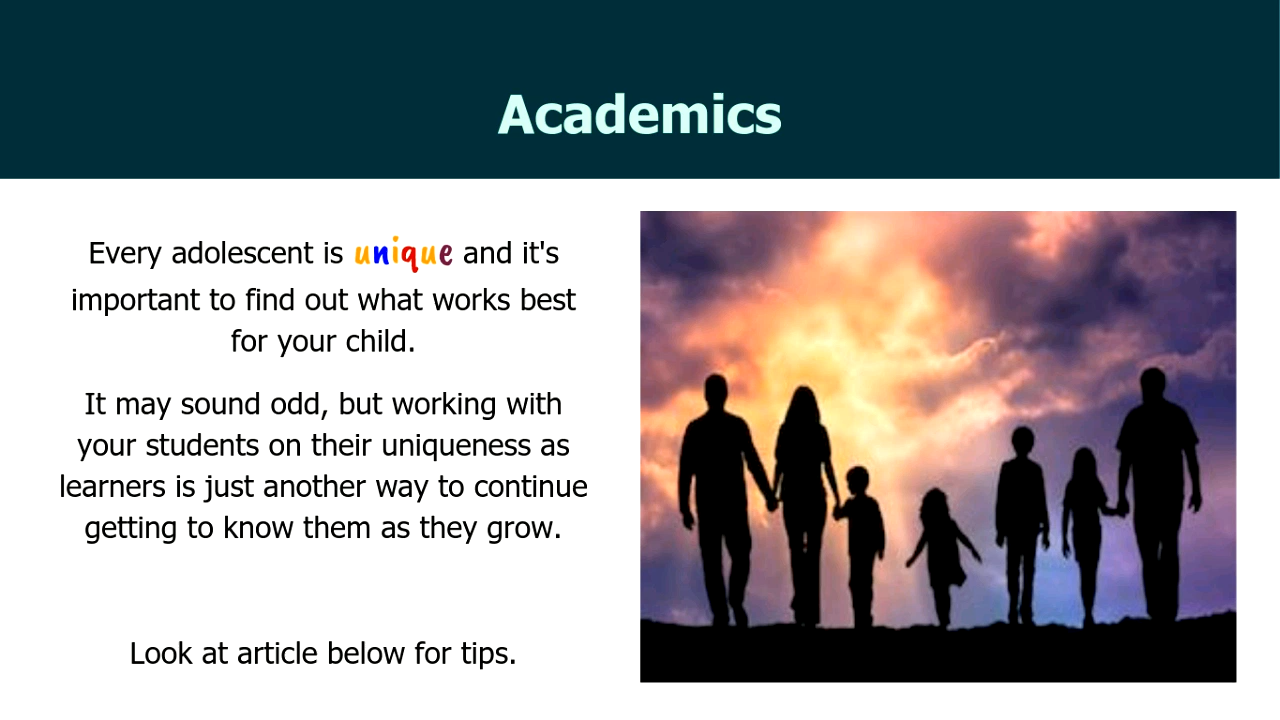 Academics
Every adolescent is unique and it's
important to find out what works best
for your child.
It may sound odd, but working with
your students on their uniqueness as
learners is just another way to continue
getting to know them as they grow.
Look at article below for tips.